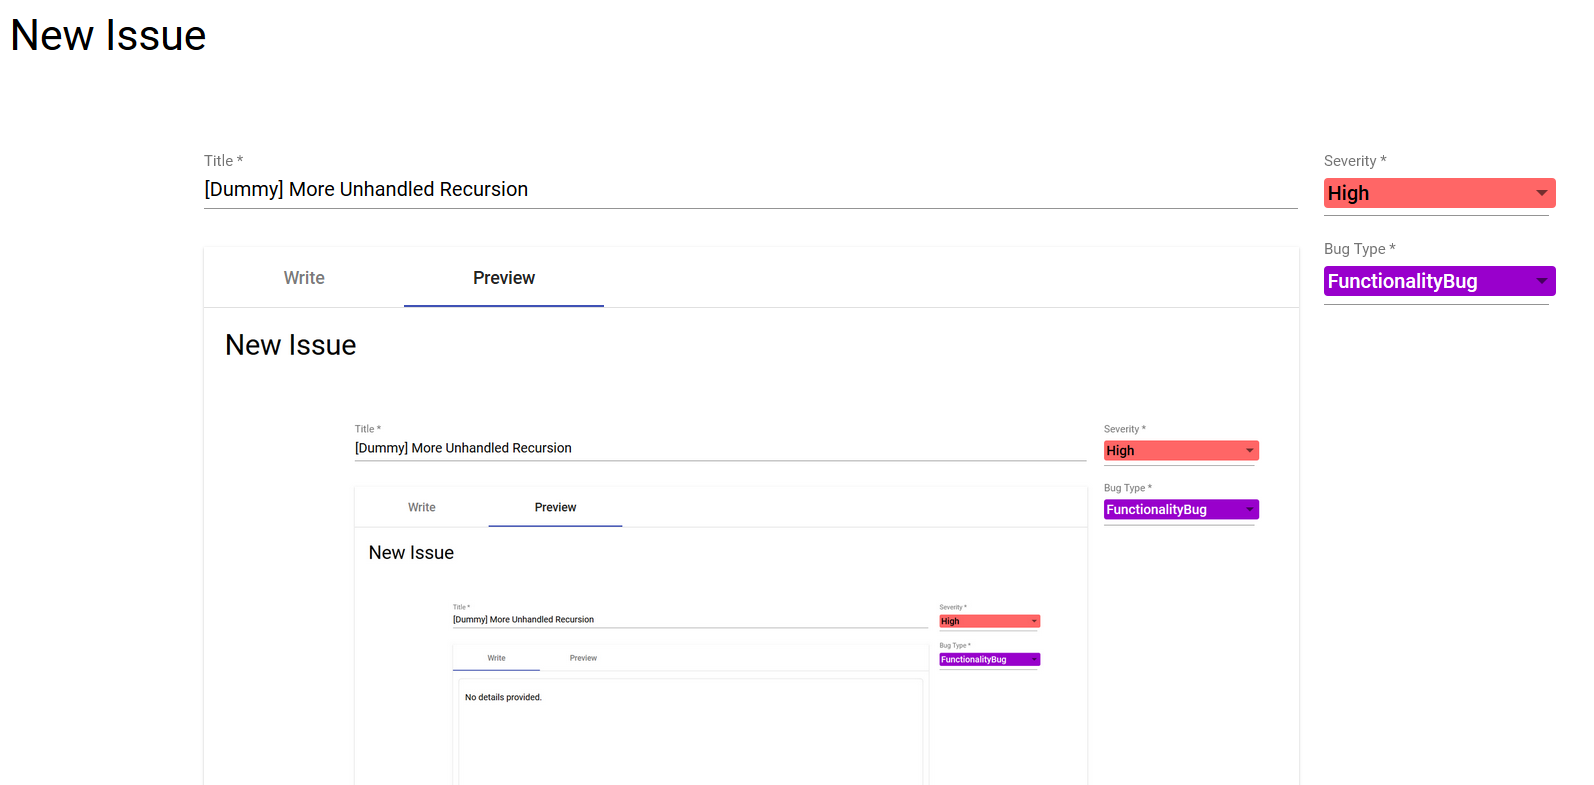 New Issue
Title *
[Dummy] More Unhandled Recursion
Severity *
High
Bug Type *
FunctionalityBug
Write Preview
New Issue
Title *
[Dummy] More Unhandled Recursion
Severity *
High
Bug Type *
FunctionalityBug
Write Preview
New Issue
Title *
[Dummy] More Unhandled Recursion
Severity *
High
Bug Type *
FunctionalityBug
Write Preview
No details provided.